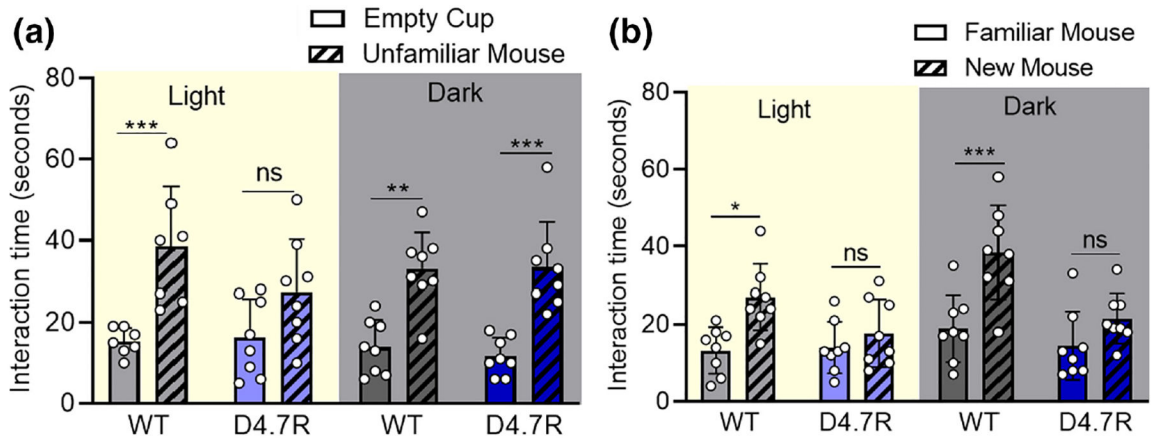 (a)
Empty Cup
Unfamiliar Mouse
Interaction time (seconds)
80
60
40
20
0
Light
Dark
***
ns
**
***
WT
D4.7R
WT
D4.7R
(b)
Familiar Mouse
New Mouse
Interaction time (seconds)
80
60
40
20
0
Light
Dark
*
ns
***
ns
WT
D4.7R
WT
D4.7R